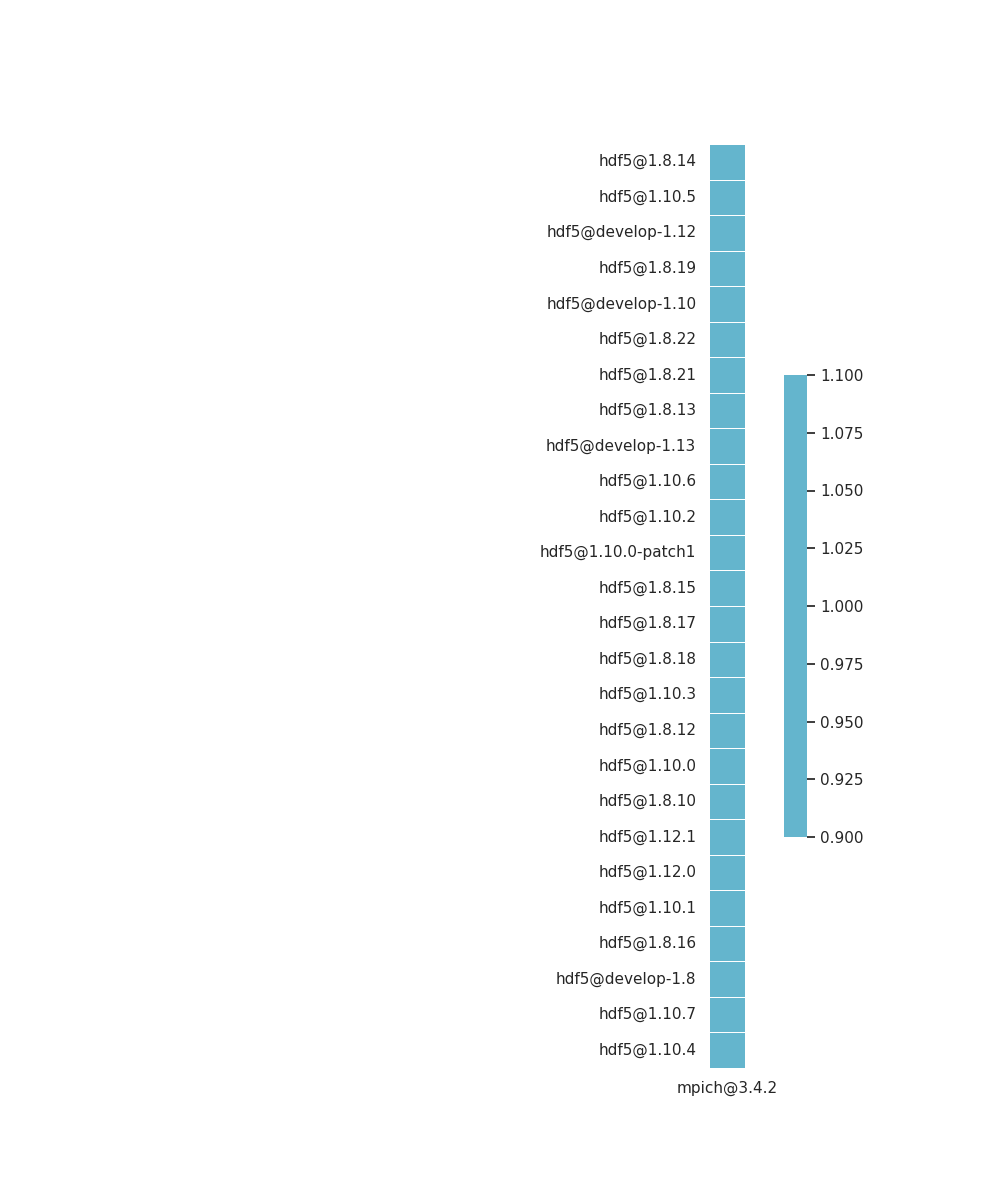 hdf5@1.8.14
hdf5@1.10.5
hdf5@develop-1.12
hdf5@1.8.19
hdf5@develop-1.10
hdf5@1.8.22
hdf5@1.8.21
hdf5@1.8.13
hdf5@develop-1.13
hdf5@1.10.6
hdf5@1.10.2
hdf5@1.10.0-patch1
hdf5@1.8.15
hdf5@1.8.17
hdf5@1.8.18
hdf5@1.10.3
hdf5@1.8.12
hdf5@1.10.0
hdf5@1.8.10
hdf5@1.12.1
hdf5@1.12.0
hdf5@1.10.1
hdf5@1.8.16
hdf5@develop-1.8
hdf5@1.10.7
hdf5@1.10.4
mpich@3.4.2
1.100
1.075
1.050
1.025
1.000
0.975
0.950
0.925
0.900